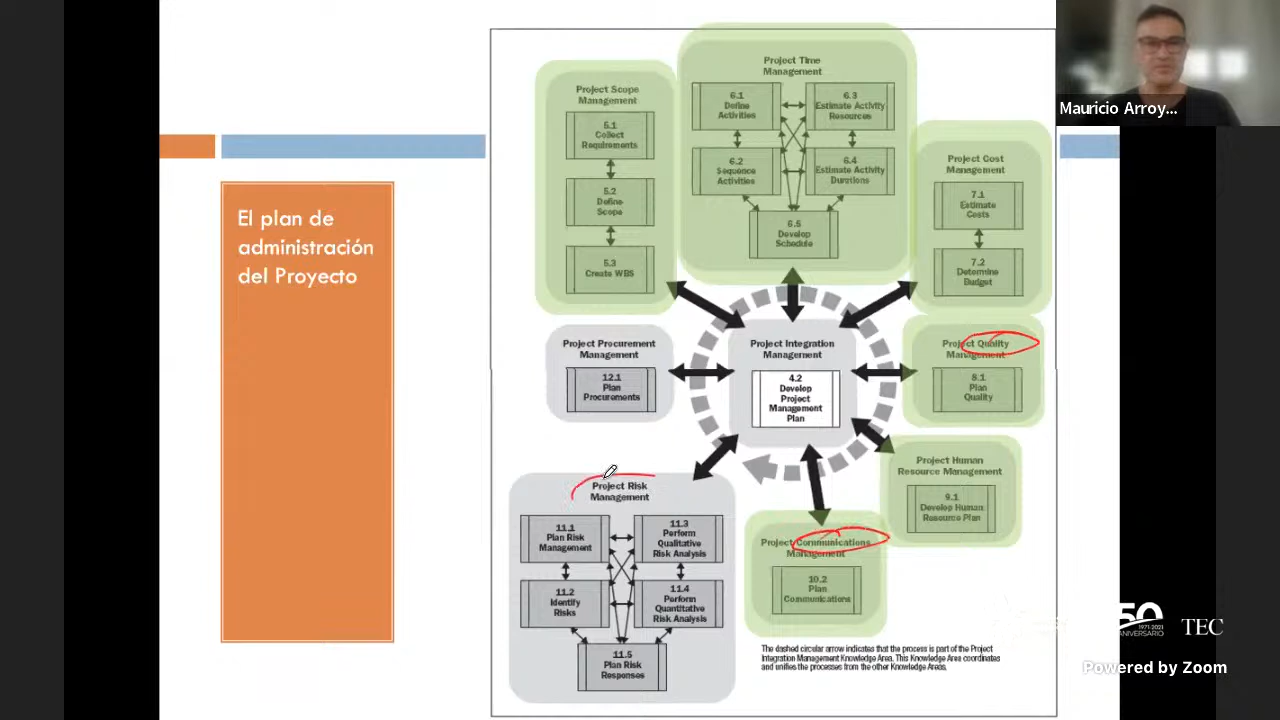 El plan de
administración
del Proyecto
Project Scope
Management
5.1
Collect
Requirements
5.2
Define
Scope
5.3
Create WBS
Project Time
Management
6.1
Define
Activities
6.3
Estimate Activity
Resources
6.2
Sequence
Activities
6.4
Estimate Activity
Durations
6.5
Develop
Schedule
Project Cost
Management
7.1
Estimate
Costs
7.2
Determine
Budget
Project Procurement
Management
12.1
Plan
Procurements
Project Integration
Management
4.2
Develop
Project
Management
Plan
Project Quality
Management
8.1
Plan
Quality
Project Human
Resource Management
9.1
Develop Human
Resource Plan
Project Risk
Management
11.1
Plan Risk
Management
11.3
Perform
Qualitative
Risk Analysis
11.2
Identify
Risks
11.4
Perform
Quantitative
Risk Analysis
11.5
Plan Risk
Responses
Project Communications
Management
10.2
Plan
Communications
The dashed circular arrow indicates that the process is part of the Project
Integration Management Knowledge Area. This Knowledge Area coordinates
and unifies the processes from the other Knowledge Areas.
Mauricio Arroy...
50
1971-2021
ANIVERSARIO
TEC
Powered by Zoom